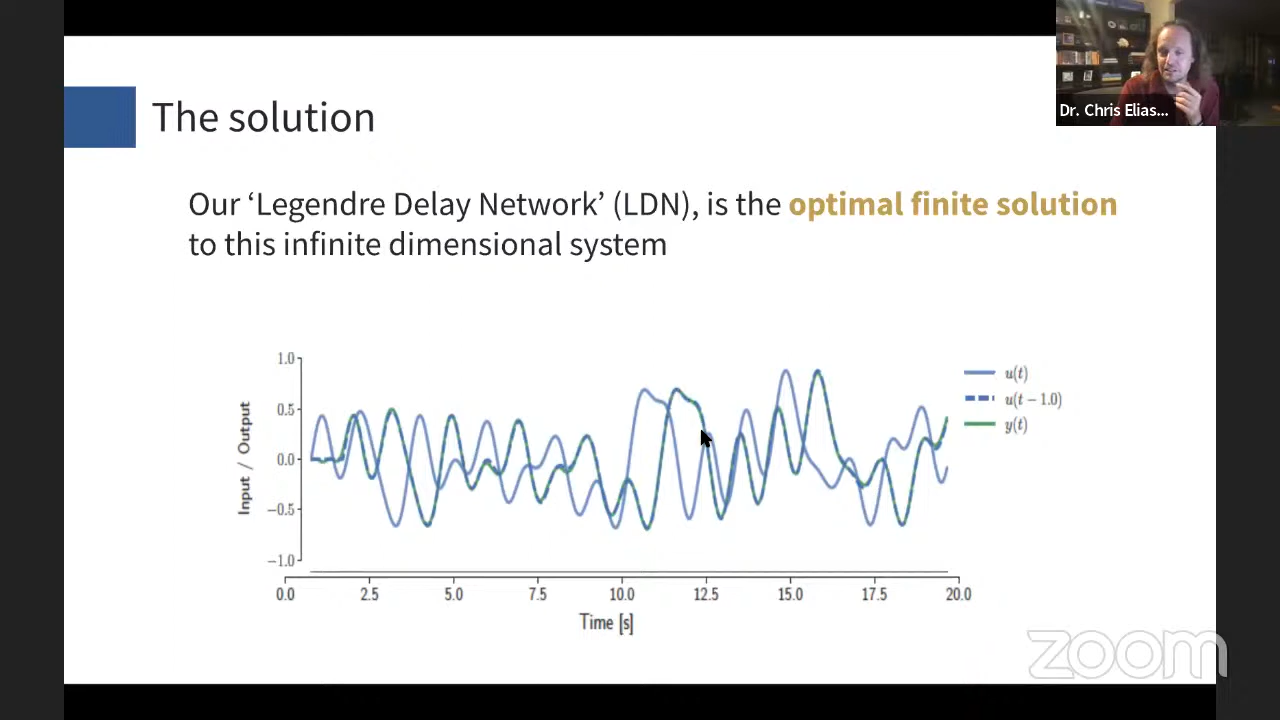 Dr. Chris Elias...
The solution
Our ‘Legendre Delay Network’ (LDN), is the optimal finite solution
to this infinite dimensional system
Input / Output
1.0
0.5
0.0
−0.5
−1.0
u(t)
u(t − 1.0)
y(t)
0.0 2.5 5.0 7.5 10.0 12.5 15.0 17.5 20.0
Time [s]
zoom